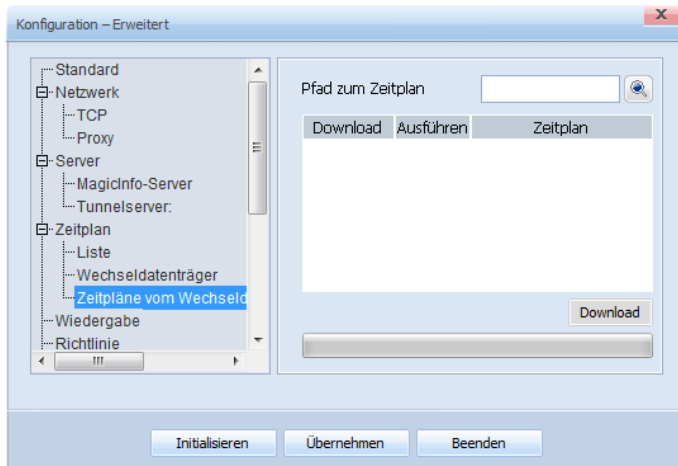 Konfiguration – Erweitert
Standard
Netzwerk
TCP
Proxy
Server
MagicInfo-Server
Tunnelserver:
Zeitplan
Liste
Wechseldatenträger
Zeitpläne vom Wechseld
Wiedergabe
Richtlinie
Pfad zum Zeitplan
Download Ausführen Zeitplan
Download
Initialisieren Übernehmen Beenden